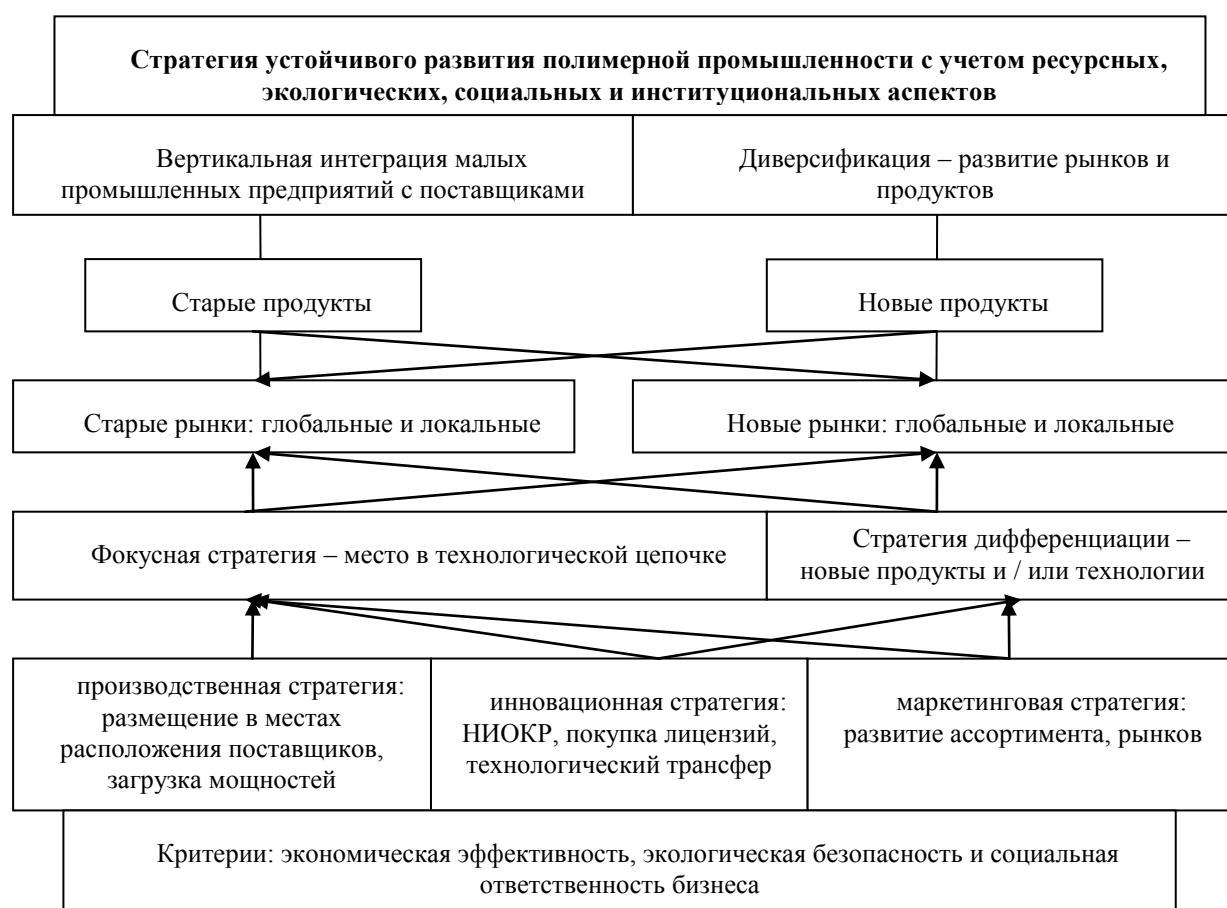 Стратегия устойчивого развития полимерной промышленности с учетом ресурсных,
экологических, социальных и институциональных аспектов
Вертикальная интеграция малых
промышленных предприятий с поставщиками
Диверсификация – развитие рынков и
продуктов
Старые продукты
Новые продукты
Старые рынки: глобальные и локальные
Новые рынки: глобальные и локальные
Фокусная стратегия – место в технологической цепочке
Стратегия дифференциации –
новые продукты и / или технологии
производственная стратегия:
размещение в местах
расположения поставщиков,
загрузка мощностей
инновационная стратегия:
НИОКР, покупка лицензий,
технологический трансфер
маркетинговая стратегия:
развитие ассортимента, рынков
Критерии: экономическая эффективность, экологическая безопасность и социальная
ответственность бизнеса